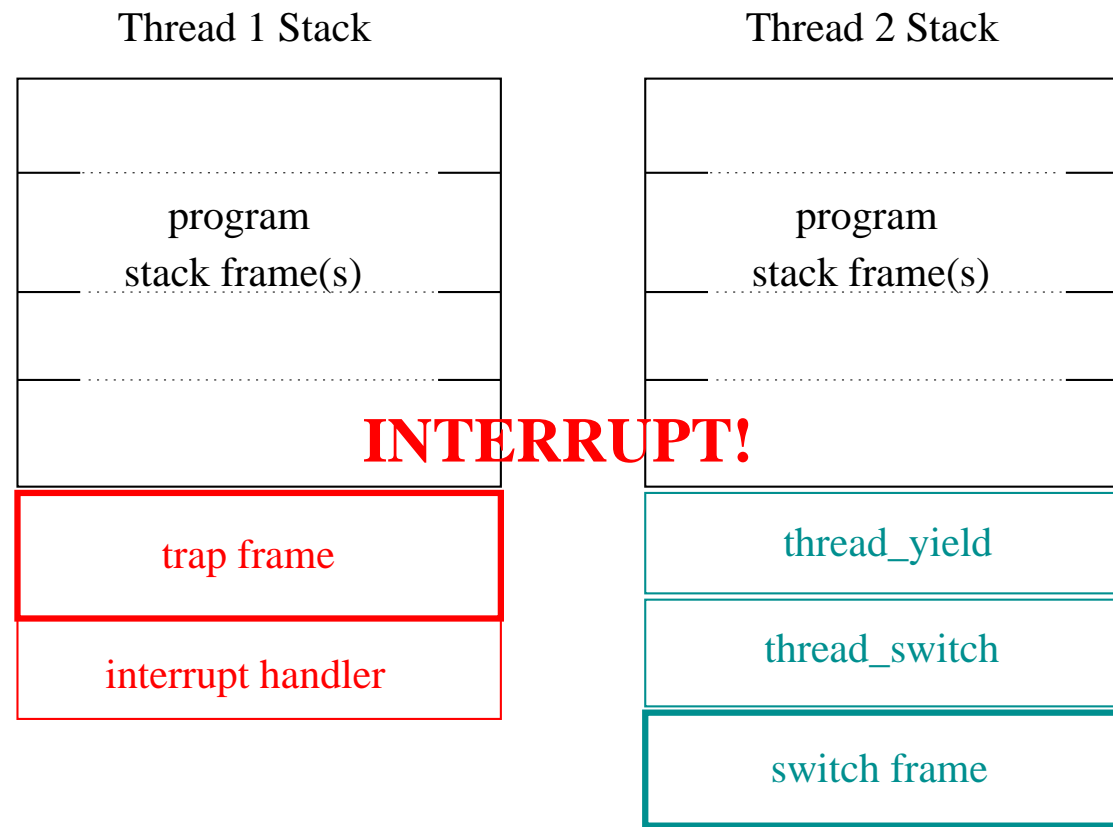 Thread 1 Stack
Thread 2 Stack
program
stack frame(s)
program
stack frame(s)
INTERRUPT!
trap frame
interrupt handler
thread_yield
thread_switch
switch frame